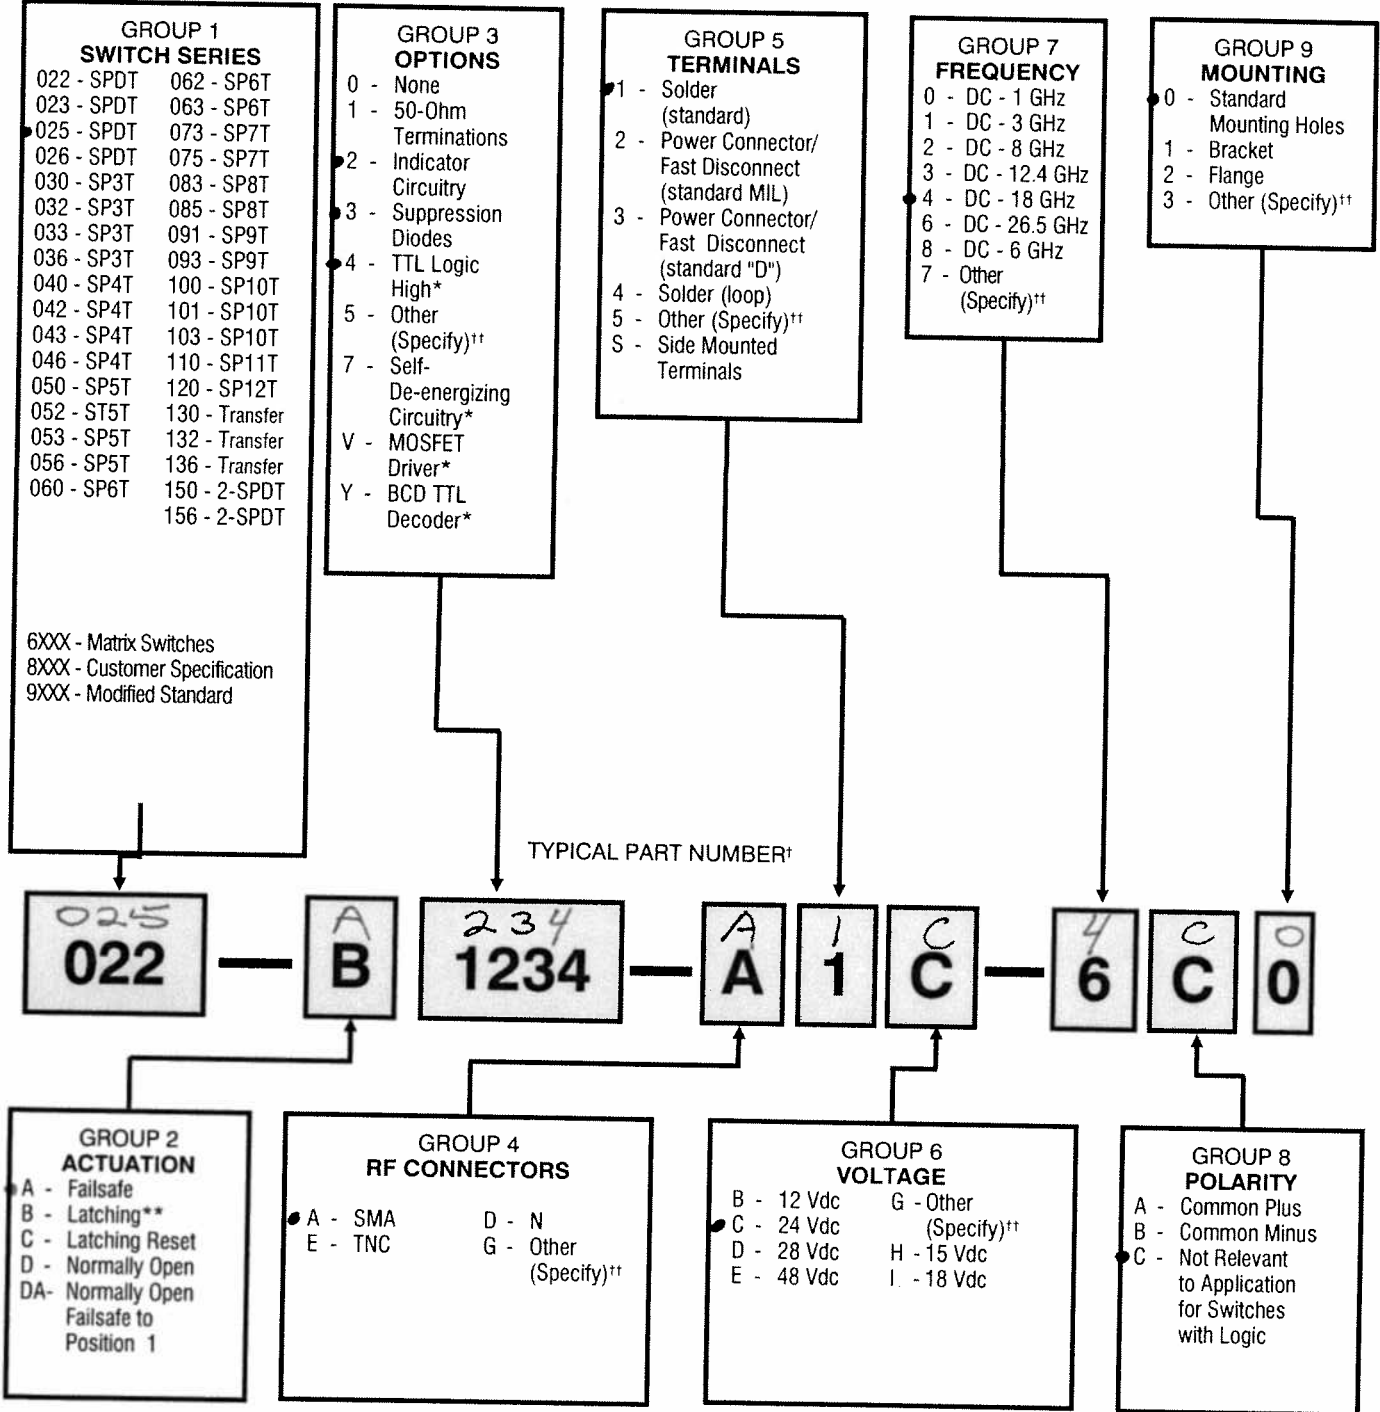 GROUP 1
SWITCH SERIES
022 - SPDT 062 - SP6T
023 - SPDT 063 - SP6T
025 - SPDT 073 - SP7T
026 - SPDT 075 - SP7T
030 - SP3T 083 - SP8T
032 - SP3T 085 - SP8T
033 - SP3T 091 - SP9T
036 - SP3T 093 - SP9T
040 - SP4T 100 - SP10T
042 - SP4T 101 - SP10T
043 - SP4T 103 - SP10T
046 - SP4T 110 - SP11T
050 - SP5T 120 - SP12T
052 - ST5T 130 - Transfer
053 - SP5T 132 - Transfer
056 - SP5T 136 - Transfer
060 - SP6T 150 - 2-SPDT
156 - 2-SPDT
6XXX - Matrix Switches
8XXX - Customer Specification
9XXX - Modified Standard
GROUP 3
OPTIONS
0 - None
1 - 50-Ohm
Terminations
2 - Indicator
Circuitry
3 - Suppression
Diodes
4 - TTL Logic
High*
5 - Other
(Specify)††
7 - Self-
De-energizing
Circuitry*
V - MOSFET
Driver*
Y - BCD TTL
Decoder*
GROUP 5
TERMINALS
1 - Solder
(standard)
2 - Power Connector/
Fast Disconnect
(standard MIL)
3 - Power Connector/
Fast Disconnect
(standard "D")
4 - Solder (loop)
5 - Other (Specify)††
S - Side Mounted
Terminals
GROUP 7
FREQUENCY
0 - DC - 1 GHz
1 - DC - 3 GHz
2 - DC - 8 GHz
3 - DC - 12.4 GHz
4 - DC - 18 GHz
6 - DC - 26.5 GHz
8 - DC - 6 GHz
7 - Other
(Specify)††
GROUP 9
MOUNTING
0 - Standard
Mounting Holes
1 - Bracket
2 - Flange
3 - Other (Specify)††
TYPICAL PART NUMBER†
025 A 234 A 1 C 4 C 0
022 — B 1234 — A 1 C — 6 C 0
GROUP 2
ACTUATION
A - Failsafe
B - Latching**
C - Latching Reset
D - Normally Open
DA- Normally Open
Failsafe to
Position 1
GROUP 4
RF CONNECTORS
A - SMA D - N
E - TNC G - Other
(Specify)††
GROUP 6
VOLTAGE
B - 12 Vdc G - Other
C - 24 Vdc (Specify)††
D - 28 Vdc H - 15 Vdc
E - 48 Vdc I - 18 Vdc
GROUP 8
POLARITY
A - Common Plus
B - Common Minus
C - Not Relevant
to Application
for Switches
with Logic